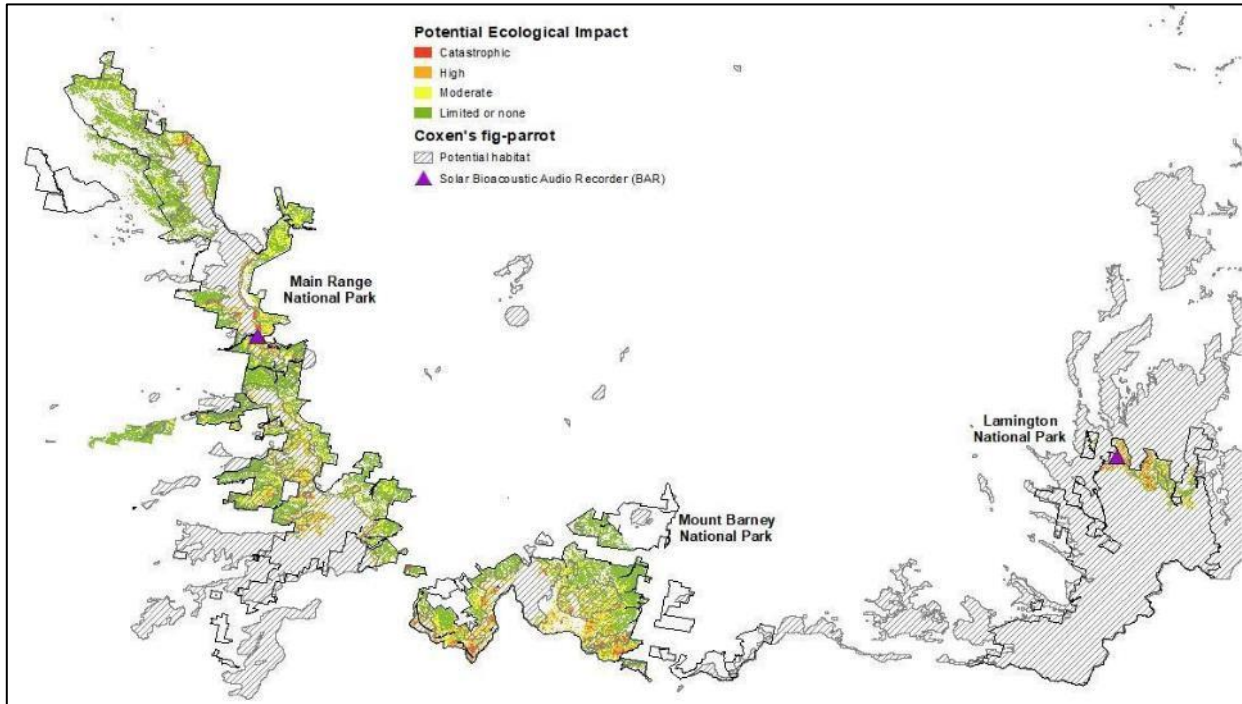 Potential Ecological Impact
Catastrophic
High
Moderate
Limited or none
Coxen's fig-parrot
Potential habitat
Solar Bioacoustic Audio Recorder (BAR)
Main Range
National Park
Lamington
National Park
Mount Barney
National Park